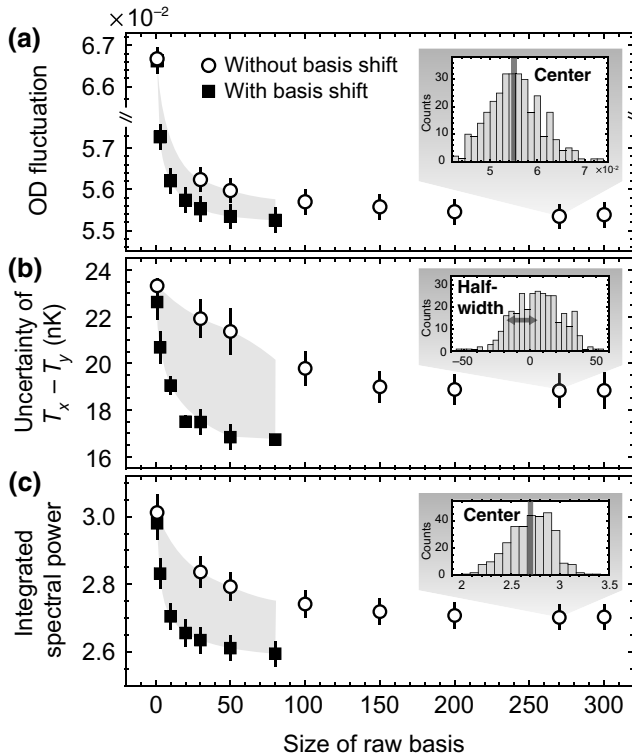 ×10⁻²
(a)
6.7
6.6
5.7
5.6
5.5
OD fluctuation
Without basis shift
With basis shift
Center
Counts
30
20
10
0
5
6
7
×10⁻²
(b)
24
22
20
18
16
Uncertainty of
Tx − Ty (nK)
Half-
width
Counts
30
20
10
0
−50
0
50
(c)
3.0
2.8
2.6
Integrated
spectral power
Center
Counts
40
20
0
2
2.5
3
3.5
0
50
100
150
200
250
300
Size of raw basis